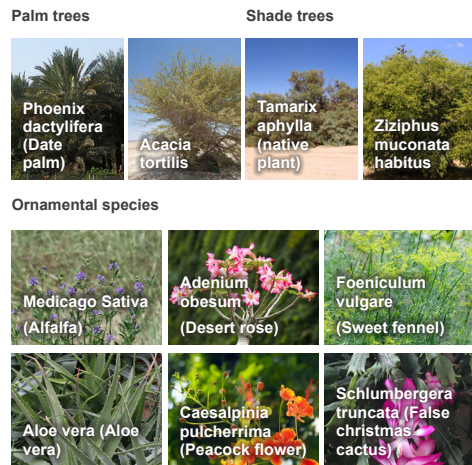 Palm trees
Shade trees
Phoenix
dactylifera
(Date
palm)
Acacia
tortilis
Tamarix
aphylla
(native
plant)
Ziziphus
muconata
habitus
Ornamental species
Medicago Sativa
(Alfalfa)
Adenium
obesum
(Desert rose)
Foeniculum
vulgare
(Sweet fennel)
Aloe vera (Aloe
vera)
Caesalpinia
pulcherrima
(Peacock flower)
Schlumbergera
truncata (False
christmas
cactus)